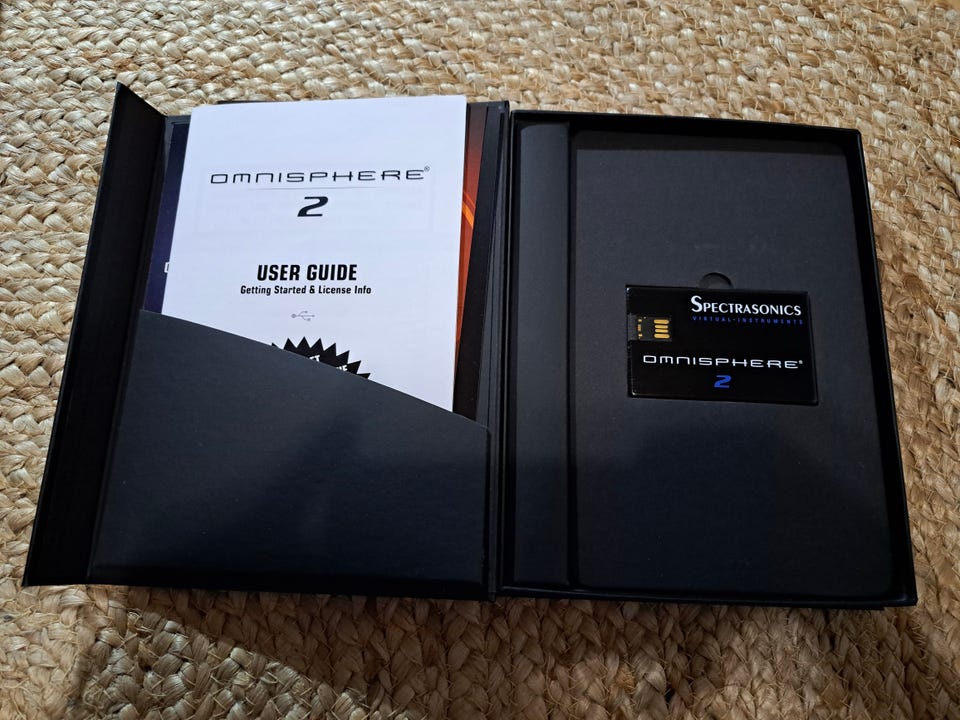 OMNISPHERE®
2
USER GUIDE
Getting Started & License Info
SPECTRASONICS
VIRTUAL-INSTRUMENTS
OMNISPHERE®
2